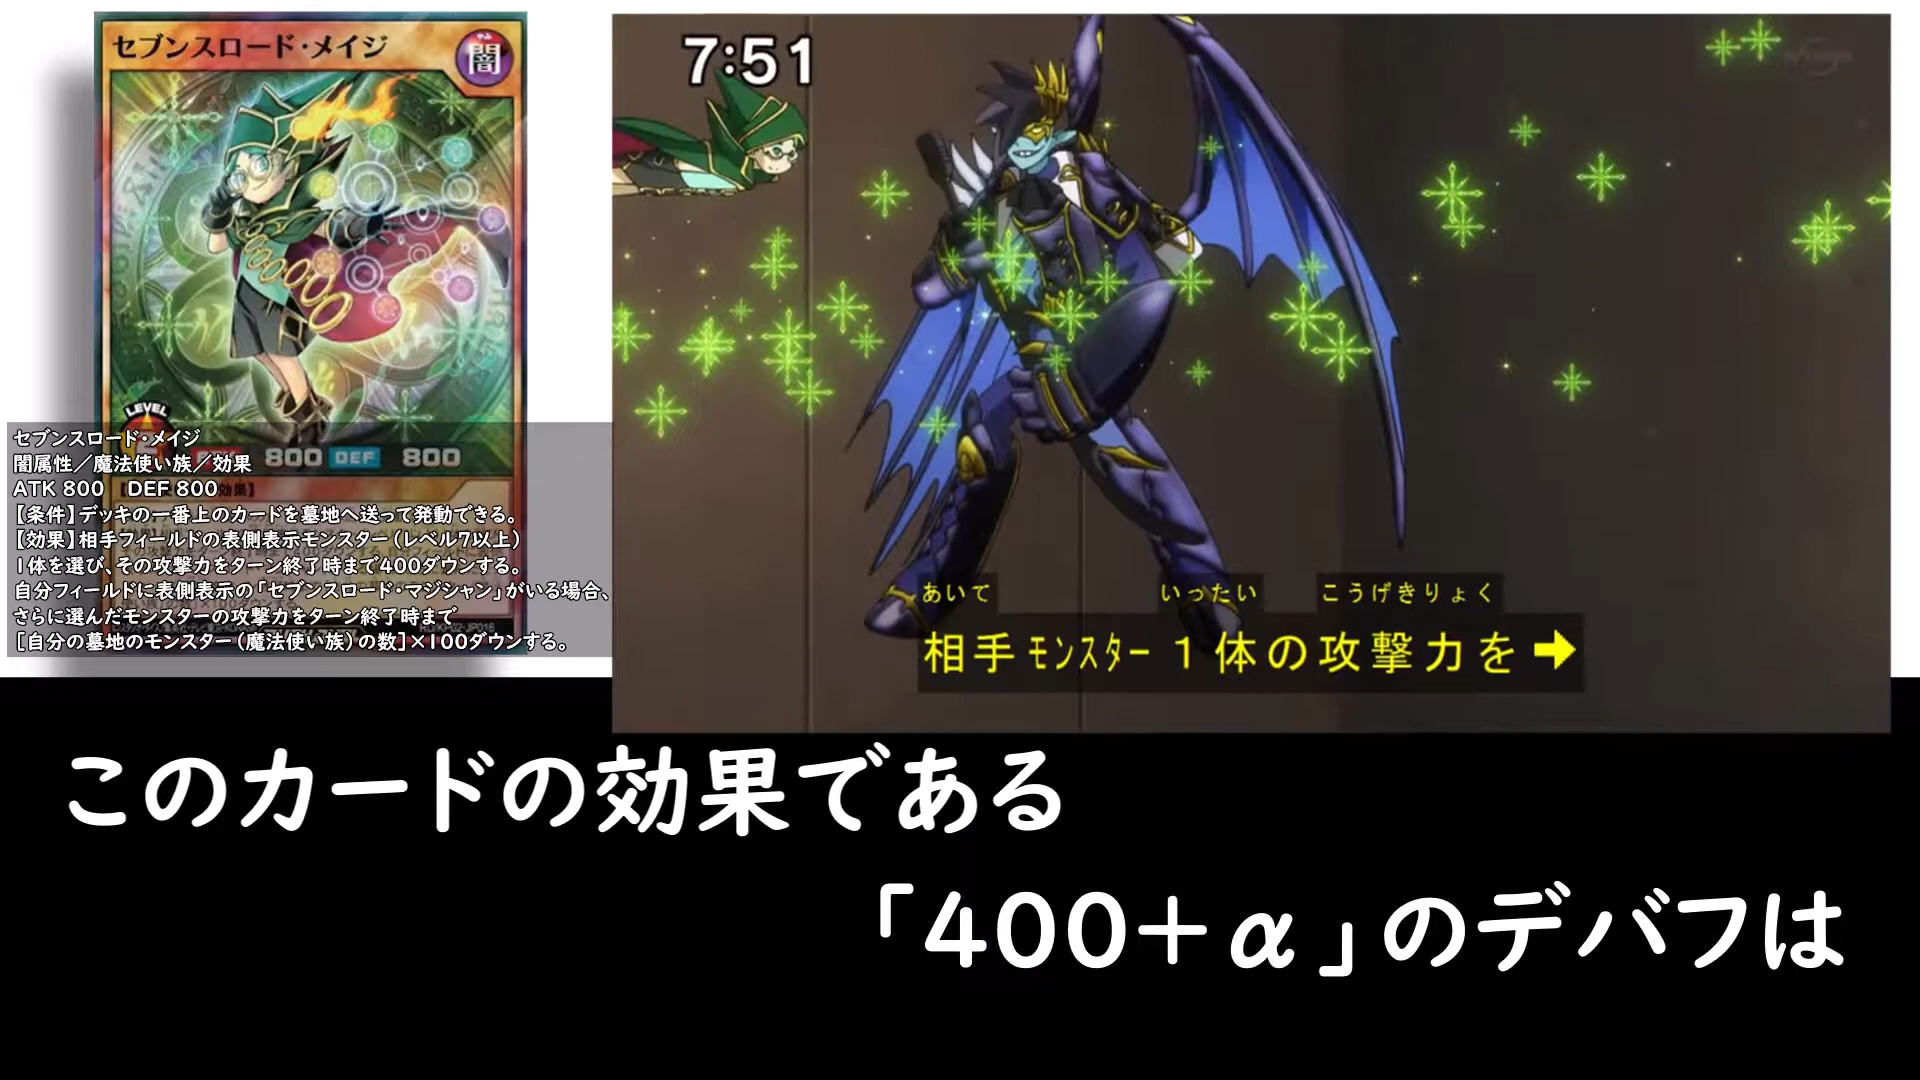 セブンスロード・メイジ
やみ
闇
LEVEL
800 DEF 800
セブンスロード・メイジ
闇属性／魔法使い族／効果
ATK 800 DEF 800
【条件】デッキの一番上のカードを墓地へ送って発動できる。
【効果】相手フィールドの表側表示モンスター（レベル７以上）
１体を選び、その攻撃力をターン終了時まで400ダウンする。
自分フィールドに表側表示の「セブンスロード・マジシャン」がいる場合、
さらに選んだモンスターの攻撃力をターン終了時まで
［自分の墓地のモンスター（魔法使い族）の数］×100ダウンする。
7:51
あいて いったい こうげきりょく
相手モンスター１体の攻撃力を➡
このカードの効果である
「400＋α」のデバフは